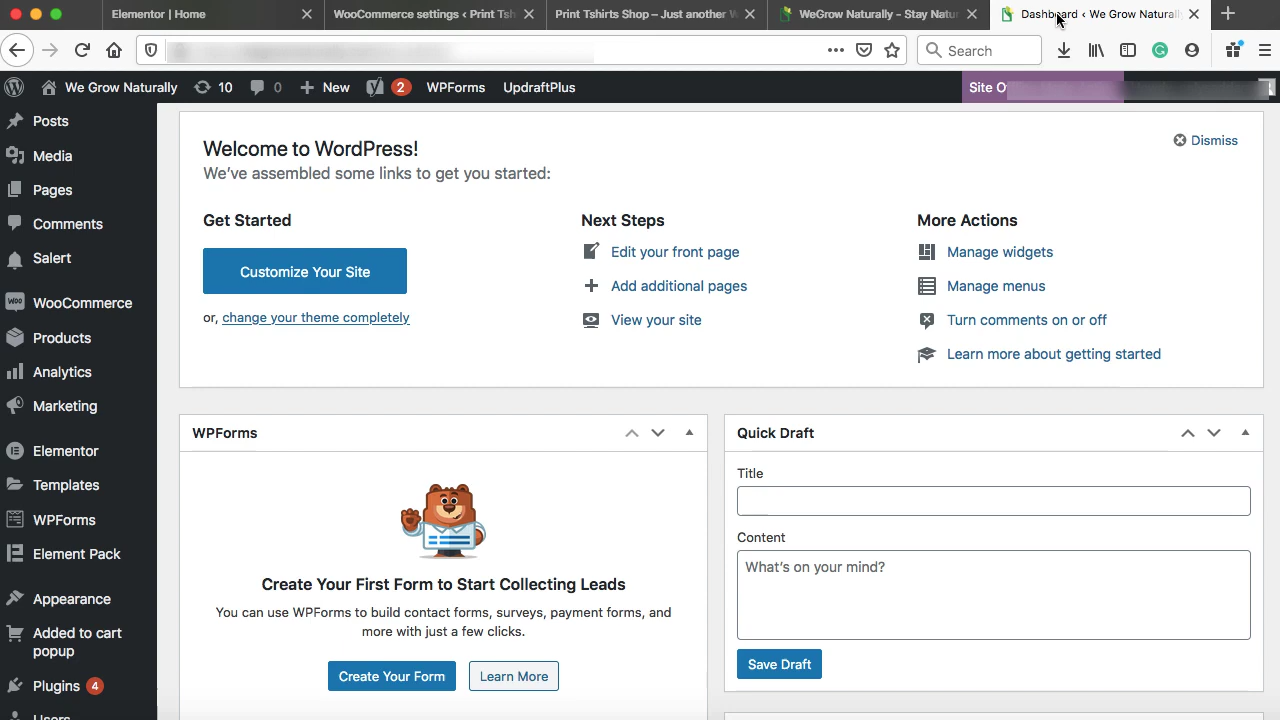 Elementor | Home
WooCommerce settings ‹ Print Tsh
Print Tshirts Shop – Just another W
WeGrow Naturally - Stay Natur
Dashboard ‹ We Grow Naturall
Search
We Grow Naturally
10
0
New
2
WPForms
UpdraftPlus
Site O
Posts
Media
Pages
Comments
Salert
WooCommerce
Products
Analytics
Marketing
Elementor
Templates
WPForms
Element Pack
Appearance
Added to cart
popup
Plugins 4
Users
Welcome to WordPress!
We've assembled some links to get you started:
Dismiss
Get Started
Customize Your Site
or, change your theme completely
Next Steps
Edit your front page
Add additional pages
View your site
More Actions
Manage widgets
Manage menus
Turn comments on or off
Learn more about getting started
WPForms
Create Your First Form to Start Collecting Leads
You can use WPForms to build contact forms, surveys, payment forms, and
more with just a few clicks.
Create Your Form
Learn More
Quick Draft
Title
Content
What's on your mind?
Save Draft